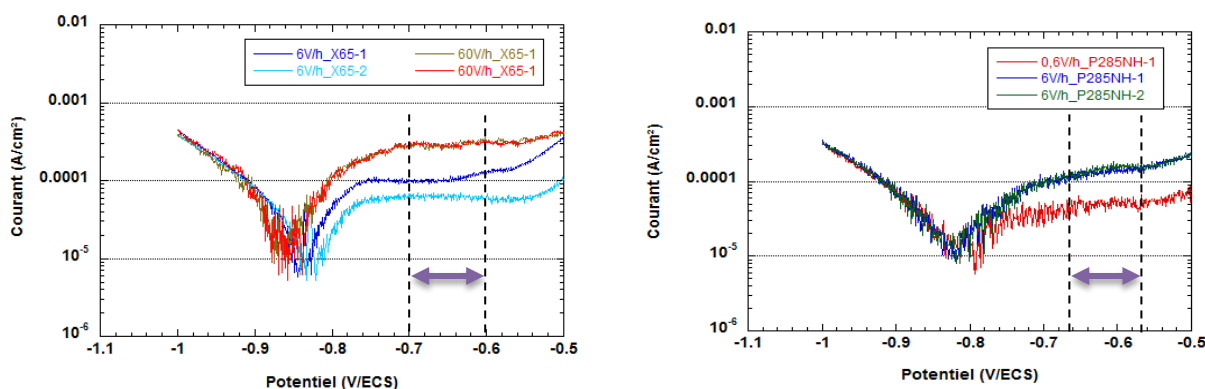 0.01
0.001
0.0001
10⁻⁵
10⁻⁶
Courant (A/cm²)
6V/h_X65-1 60V/h_X65-1
6V/h_X65-2 60V/h_X65-1
-1.1 -1 -0.9 -0.8 -0.7 -0.6 -0.5
Potentiel (V/ECS)
0.01
0.001
0.0001
10⁻⁵
10⁻⁶
Courant (A/cm²)
0,6V/h_P285NH-1
6V/h_P285NH-1
6V/h_P285NH-2
-1.1 -1 -0.9 -0.8 -0.7 -0.6 -0.5
Potentiel (V/ECS)